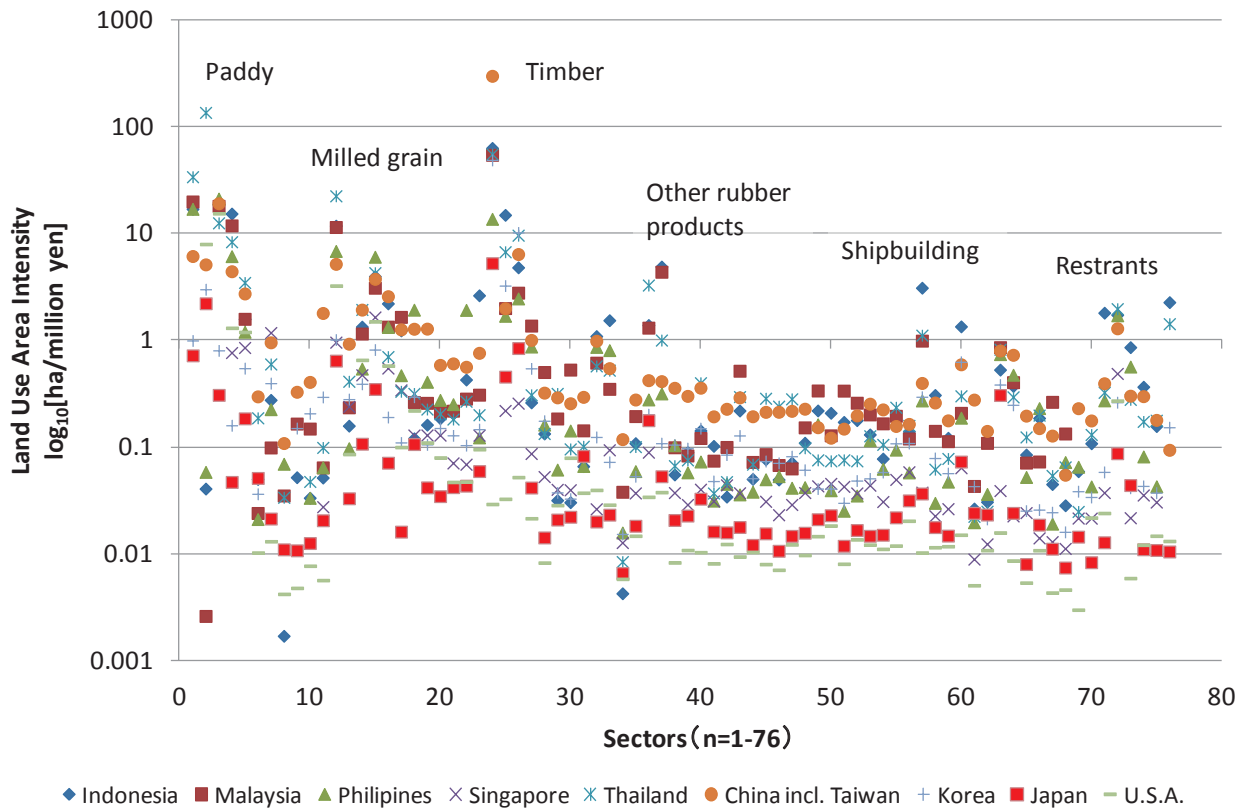 1000
100
10
1
0.1
0.01
0.001
Land Use Area Intensity
log10[ha/million yen]
Paddy
Timber
Milled grain
Other rubber
products
Shipbuilding
Restrants
0 10 20 30 40 50 60 70 80
Sectors(n=1-76)
Indonesia Malaysia Philipines Singapore Thailand China incl. Taiwan Korea Japan U.S.A.